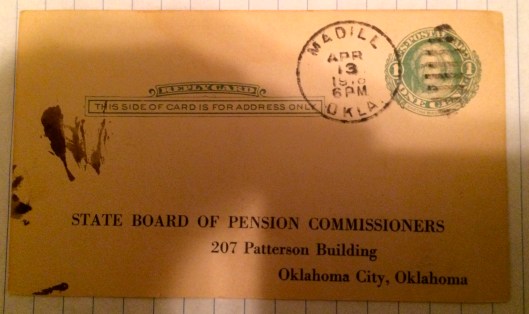 MADILL
APR
13
6PM
OKLA.
REPLY CARD
THIS SIDE OF CARD IS FOR ADDRESS ONLY
STATE BOARD OF PENSION COMMISSIONERS
207 Patterson Building
Oklahoma City, Oklahoma